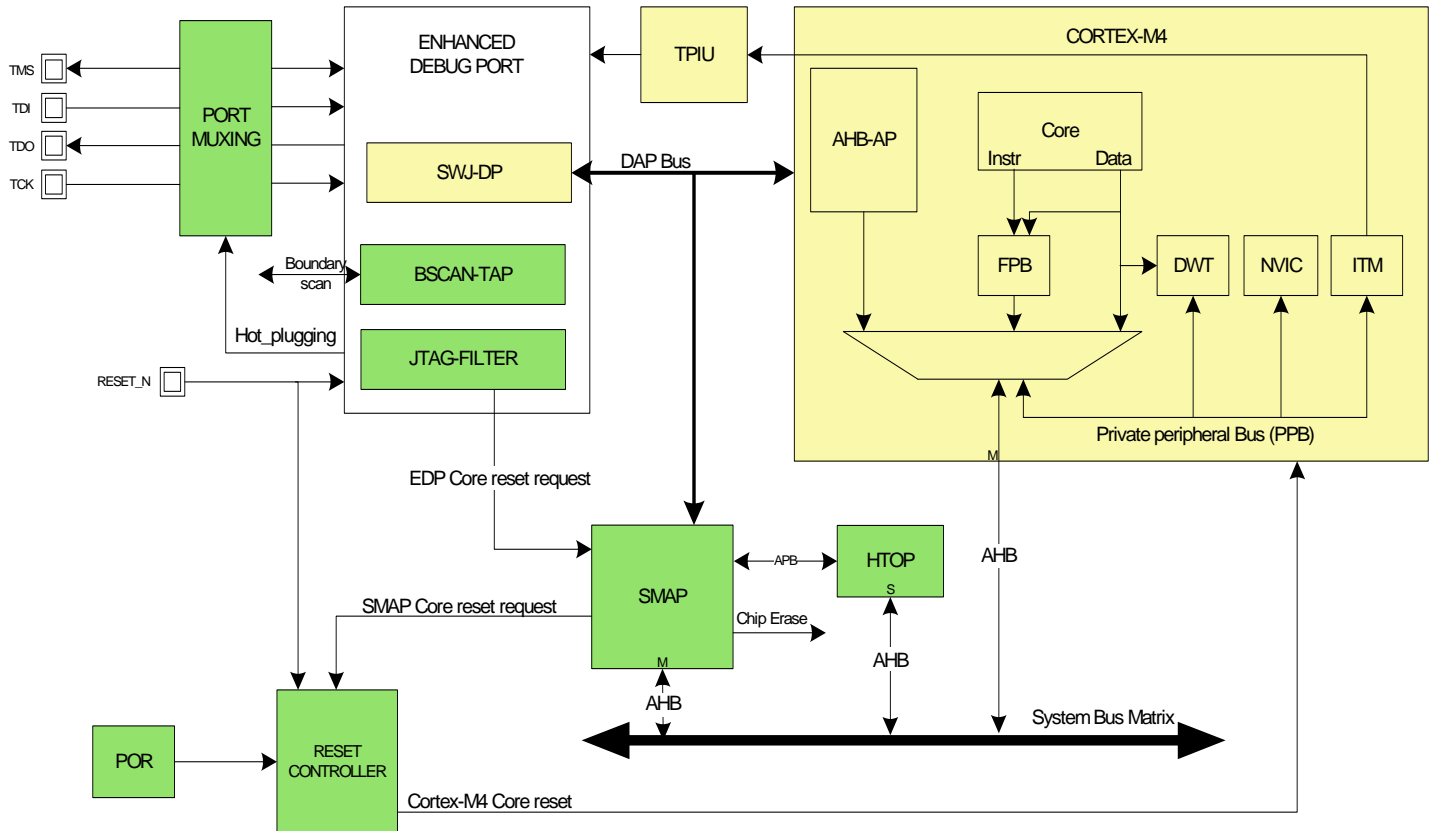 ENHANCED
DEBUG PORT
TPIU
CORTEX-M4
TMS
TDI
TDO
TCK
PORT
MUXING
AHB-AP
Core
Instr
Data
SWJ-DP
DAP Bus
Boundary
scan
BSCAN-TAP
FPB
DWT
NVIC
ITM
Hot_plugging
JTAG-FILTER
RESET_N
Private peripheral Bus (PPB)
M
EDP Core reset request
SMAP
APB
HTOP
S
AHB
SMAP Core reset request
Chip Erase
M
AHB
AHB
System Bus Matrix
POR
RESET
CONTROLLER
Cortex-M4 Core reset